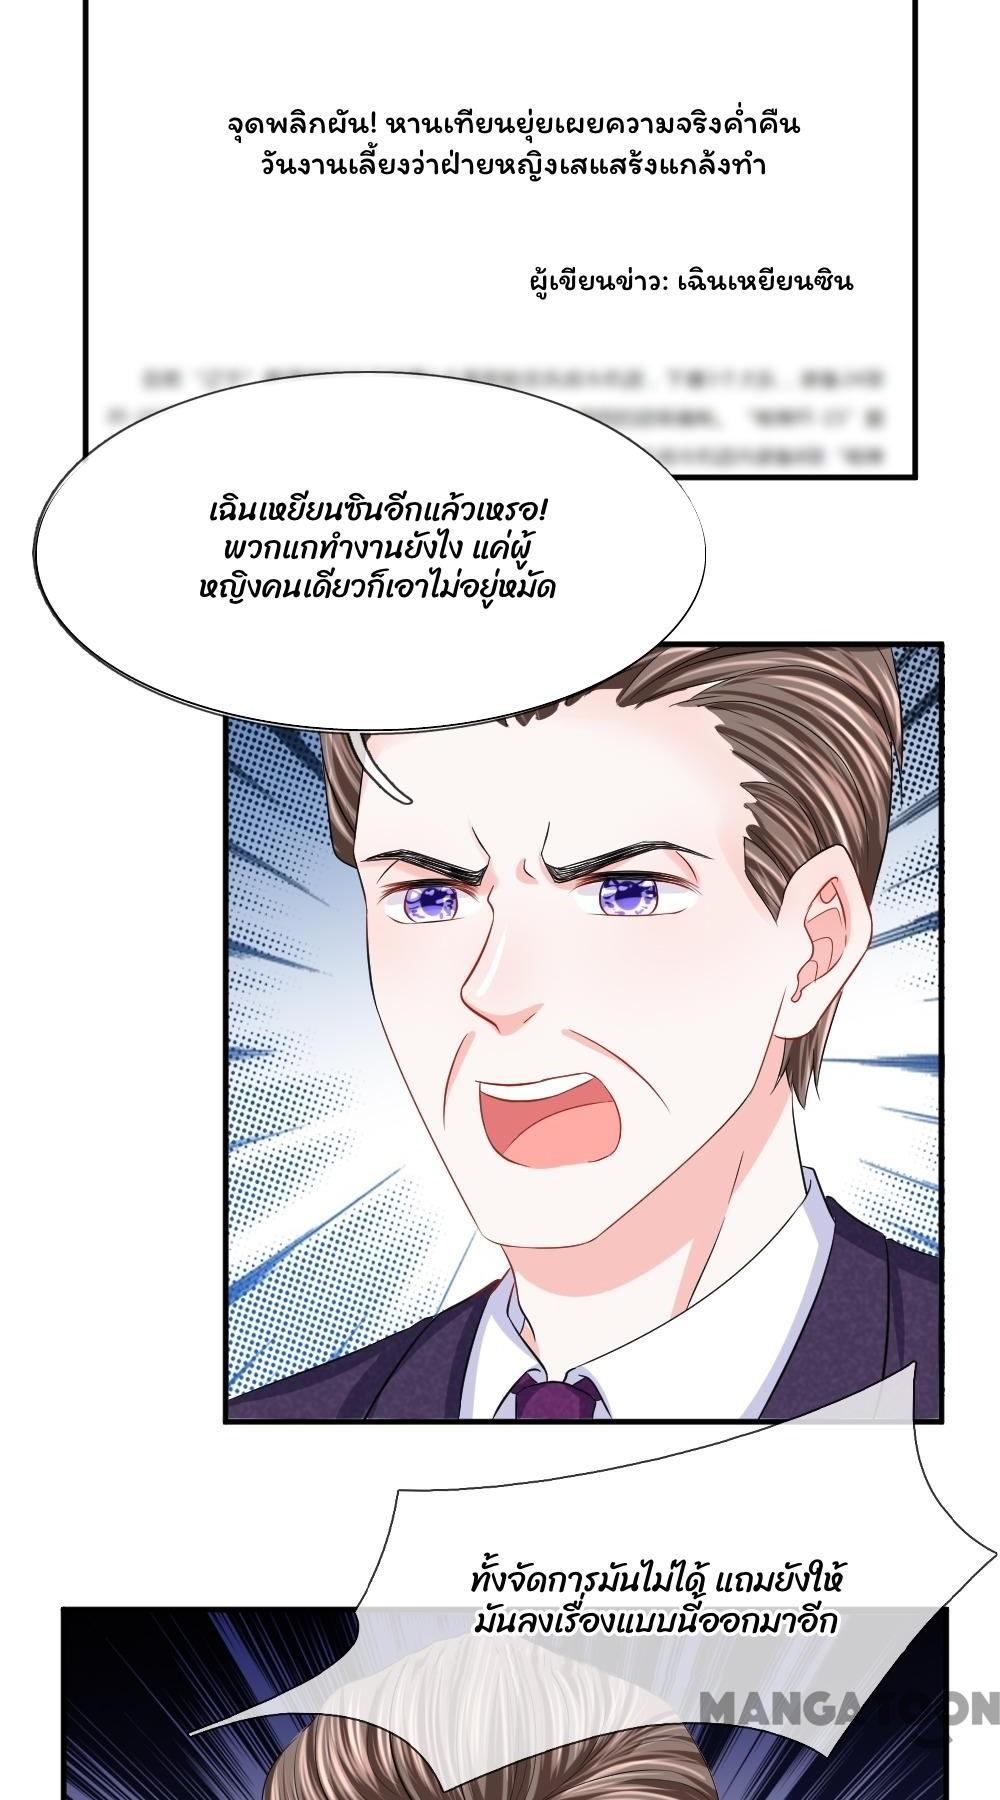 จุดพลิกผัน! หานเทียนยุ่ยเผยความจริงค่ำคืน
วันงานเลี้ยงว่าฝ่ายหญิงเสแสร้งแกล้งทำ
ผู้เขียนข่าว: เฉินเหยียนซิน
เฉินเหยียนซินอีกแล้วเหรอ!
พวกแกทำงานยังไง แค่ผู้
หญิงคนเดียวก็เอาไม่อยู่หมัด
ทั้งจัดการมันไม่ได้ แถมยังให้
มันลงเรื่องแบบนี้ออกมาอีก
MANGATOON